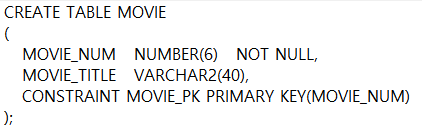 CREATE TABLE MOVIE
(
MOVIE_NUM NUMBER(6) NOT NULL,
MOVIE_TITLE VARCHAR2(40),
CONSTRAINT MOVIE_PK PRIMARY KEY(MOVIE_NUM)
);